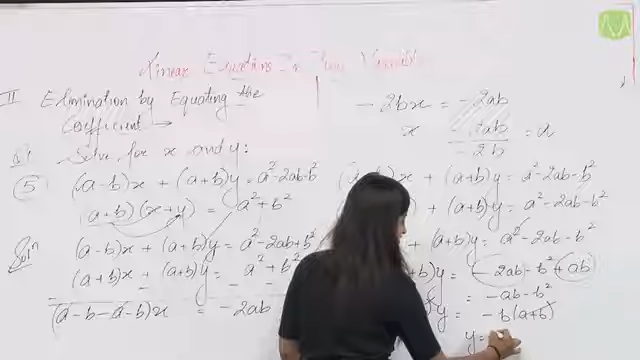 Linear Equations In Two Variables
II Elimination by Equating the
Coefficient →
Solve for x and y:
(5) (a-b)x + (a+b)y = a²-2ab-b²
(a+b)(x+y) = a²+b²
Soln (a-b)x + (a+b)y = a²-2ab+b²
(a+b)x + (a+b)y = a²+b²
- - -
(a-b-a-b)x = -2ab
-2bx = -2ab
x -2ab
-2b = a
)x + (a+b)y = a²-2ab-b²
+ (a+b)y = a²-2ab-b²
+ (a+b)y = a²-2ab-b²
b)y = -2ab-b²+ab
= -ab-b²
y = -b(a+b)
y =